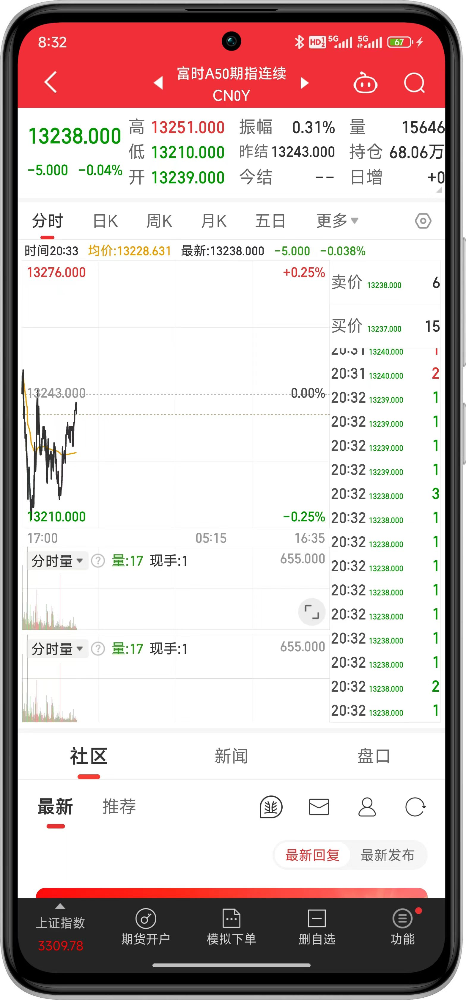 8:32
HD 1 2 5G 5G 67
富时A50期指连续
CN0Y
13238.000
-5.000 -0.04%
高 13251.000 振幅 0.31% 量 15646
低 13210.000 昨结 13243.000 持仓 68.06万
开 13239.000 今结 -- 日增 +0
分时 日K 周K 月K 五日 更多
时间20:33 均价:13228.631 最新:13238.000 -5.000 -0.038%
13276.000 +0.25%
13243.000 0.00%
13210.000 -0.25%
17:00 05:15 16:35
分时量 ? 量:17 现手:1 655.000
分时量 ? 量:17 现手:1 655.000
卖价 13238.000 6
买价 13237.000 15
20:31 13240.000 1
20:31 13240.000 2
20:32 13239.000 1
20:32 13239.000 1
20:32 13239.000 1
20:32 13239.000 1
20:32 13238.000 3
20:32 13238.000 1
20:32 13238.000 1
20:32 13238.000 1
20:32 13238.000 1
20:32 13238.000 1
20:32 13238.000 1
20:32 13238.000 1
20:32 13238.000 2
20:32 13238.000 1
社区 新闻 盘口
最新 推荐
最新回复 最新发布
上证指数
3309.78
期货开户
模拟下单
删自选
功能